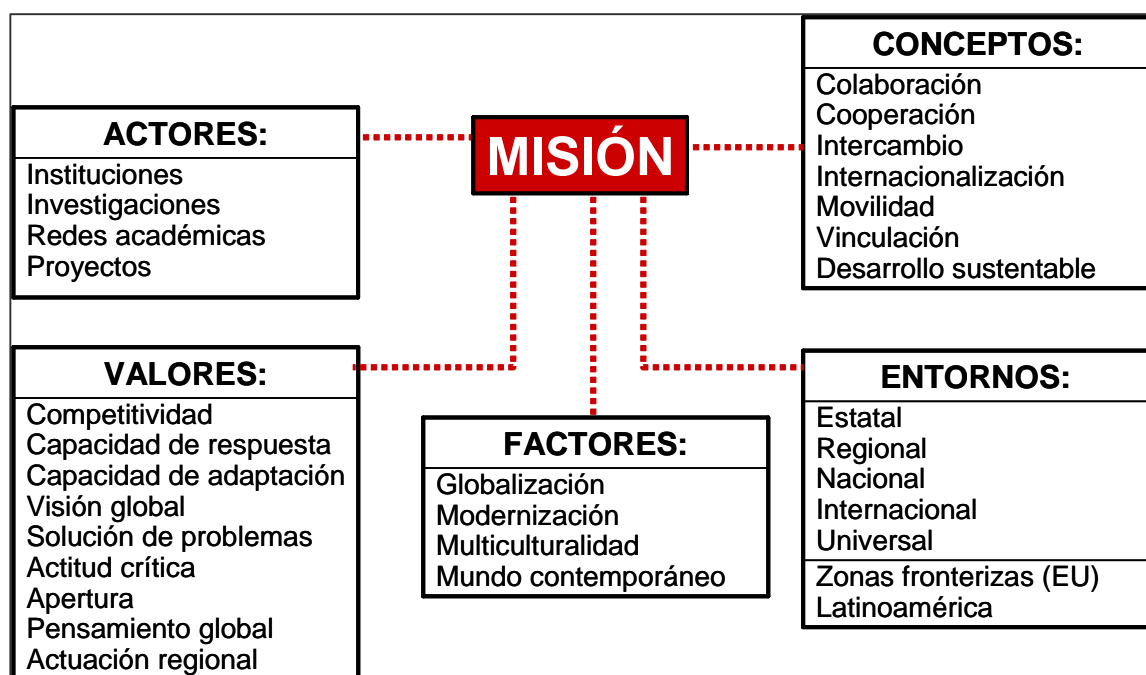 MISIÓN
ACTORES:
Instituciones
Investigaciones
Redes académicas
Proyectos
CONCEPTOS:
Colaboración
Cooperación
Intercambio
Internacionalización
Movilidad
Vinculación
Desarrollo sustentable
VALORES:
Competitividad
Capacidad de respuesta
Capacidad de adaptación
Visión global
Solución de problemas
Actitud crítica
Apertura
Pensamiento global
Actuación regional
FACTORES:
Globalización
Modernización
Multiculturalidad
Mundo contemporáneo
ENTORNOS:
Estatal
Regional
Nacional
Internacional
Universal
Zonas fronterizas (EU)
Latinoamérica